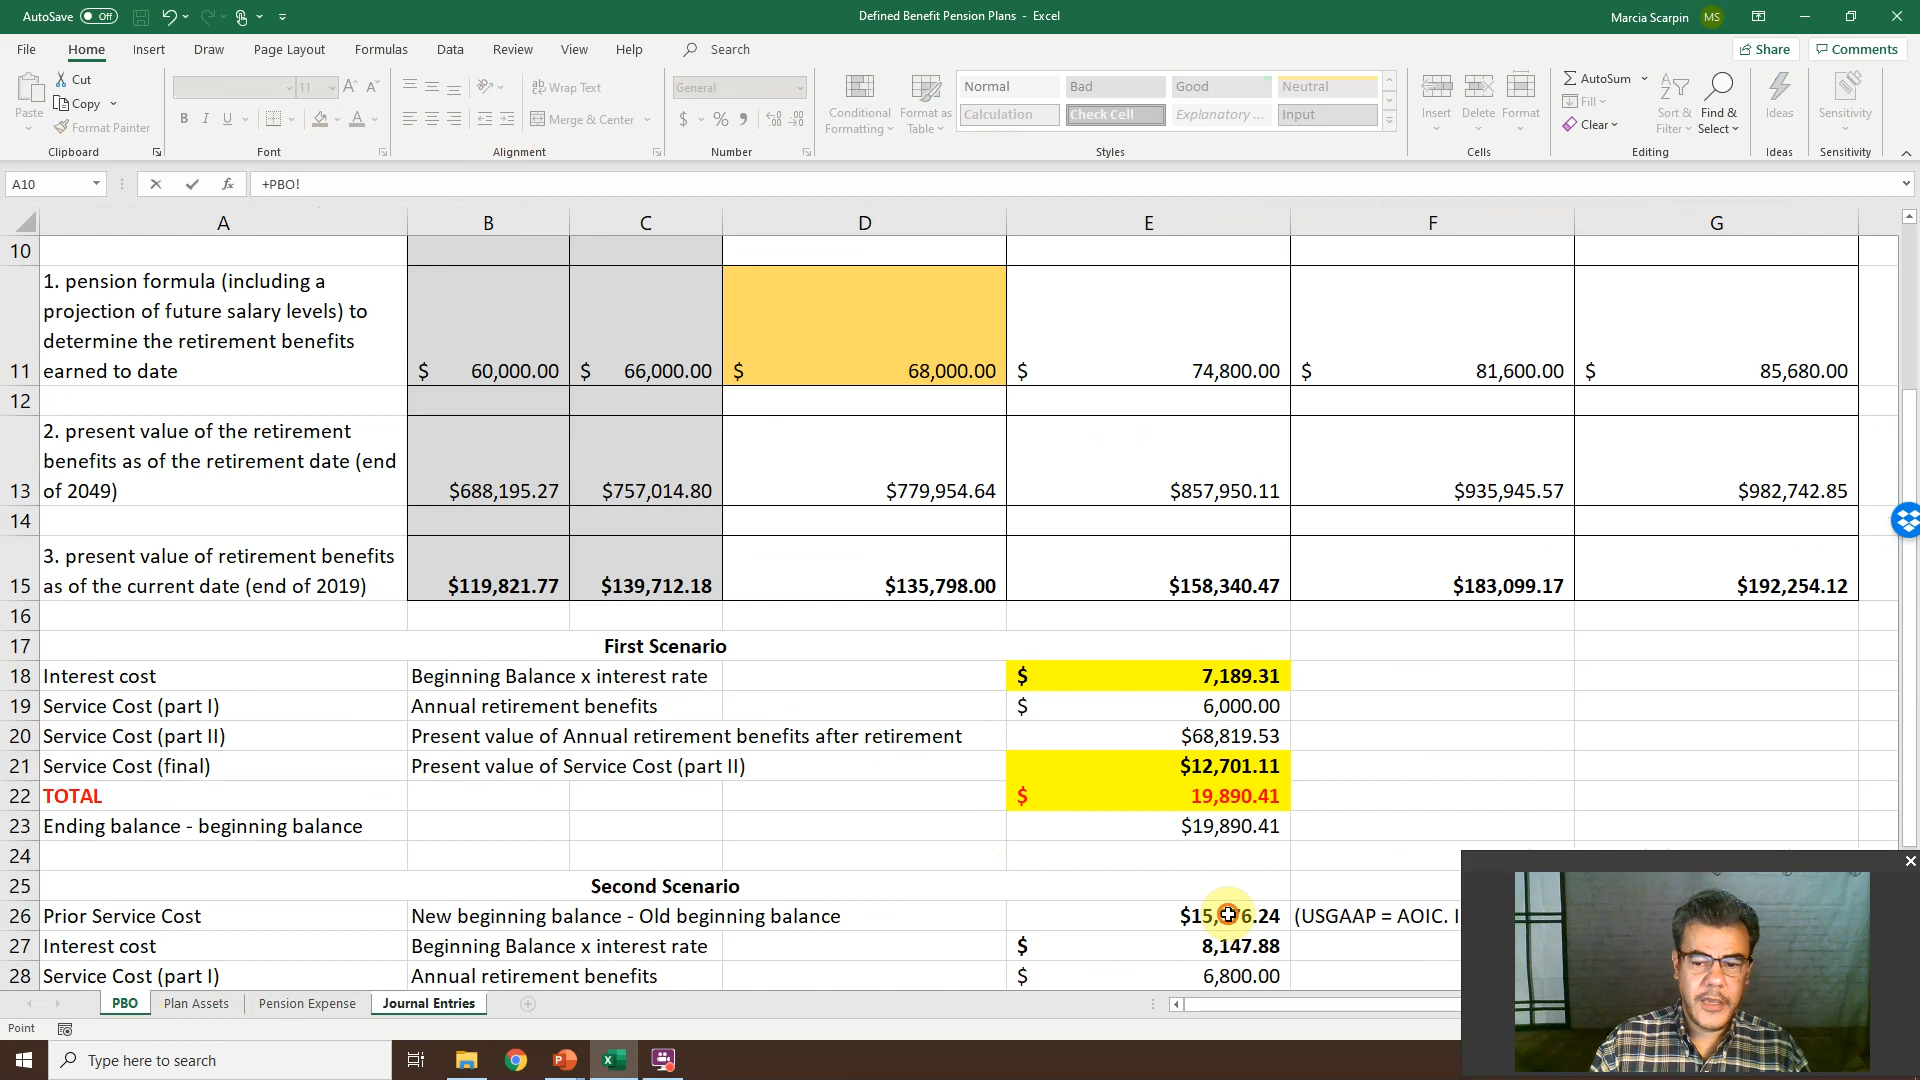 AutoSave Off
Defined Benefit Pension Plans - Excel
Marcia Scarpin MS
File Home Insert Draw Page Layout Formulas Data Review View Help Search
Share Comments
Paste Cut
Copy
Format Painter
Clipboard
11
Font
Wrap Text
Merge & Center
Alignment
General
Number
Conditional Formatting
Format as Table
Normal Bad Good Neutral
Calculation Check Cell Explanatory ... Input
Styles
Insert Delete Format
Cells
AutoSum
Fill
Clear
Sort & Filter
Find & Select
Editing
Ideas
Ideas
Sensitivity
Sensitivity
A10 fx +PBO!
A B C D E F G
10
11 1. pension formula (including a
projection of future salary levels) to
determine the retirement benefits
earned to date $ 60,000.00 $ 66,000.00 $ 68,000.00 $ 74,800.00 $ 81,600.00 $ 85,680.00
12
2. present value of the retirement
benefits as of the retirement date (end
13 of 2049) $688,195.27 $757,014.80 $779,954.64 $857,950.11 $935,945.57 $982,742.85
14
3. present value of retirement benefits
15 as of the current date (end of 2019) $119,821.77 $139,712.18 $135,798.00 $158,340.47 $183,099.17 $192,254.12
16
17 First Scenario
18 Interest cost Beginning Balance x interest rate $ 7,189.31
19 Service Cost (part I) Annual retirement benefits $ 6,000.00
20 Service Cost (part II) Present value of Annual retirement benefits after retirement $68,819.53
21 Service Cost (final) Present value of Service Cost (part II) $12,701.11
22 TOTAL $ 19,890.41
23 Ending balance - beginning balance $19,890.41
24
25 Second Scenario
26 Prior Service Cost New beginning balance - Old beginning balance (USGAAP = AOIC. I
27 Interest cost Beginning Balance x interest rate $ 8,147.88
28 Service Cost (part I) Annual retirement benefits $ 6,800.00
PBO Plan Assets Pension Expense Journal Entries
Point
Type here to search